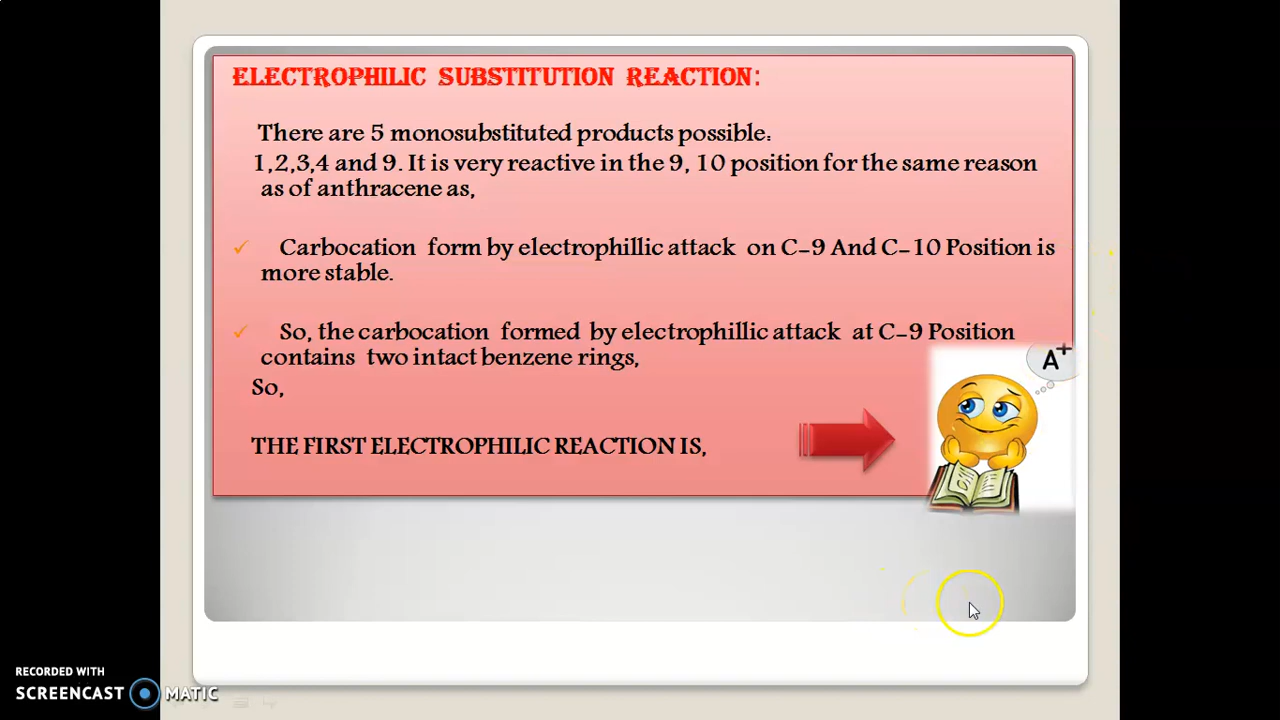 ELECTROPHILIC SUBSTITUTION REACTION:
There are 5 monosubstituted products possible:
1,2,3,4 and 9. It is very reactive in the 9, 10 position for the same reason
as of anthracene as,
✓ Carbocation form by electrophillic attack on C-9 And C-10 Position is
more stable.
✓ So, the carbocation formed by electrophillic attack at C-9 Position
contains two intact benzene rings,
So,
THE FIRST ELECTROPHILIC REACTION IS,
A+
RECORDED WITH
SCREENCAST MATIC